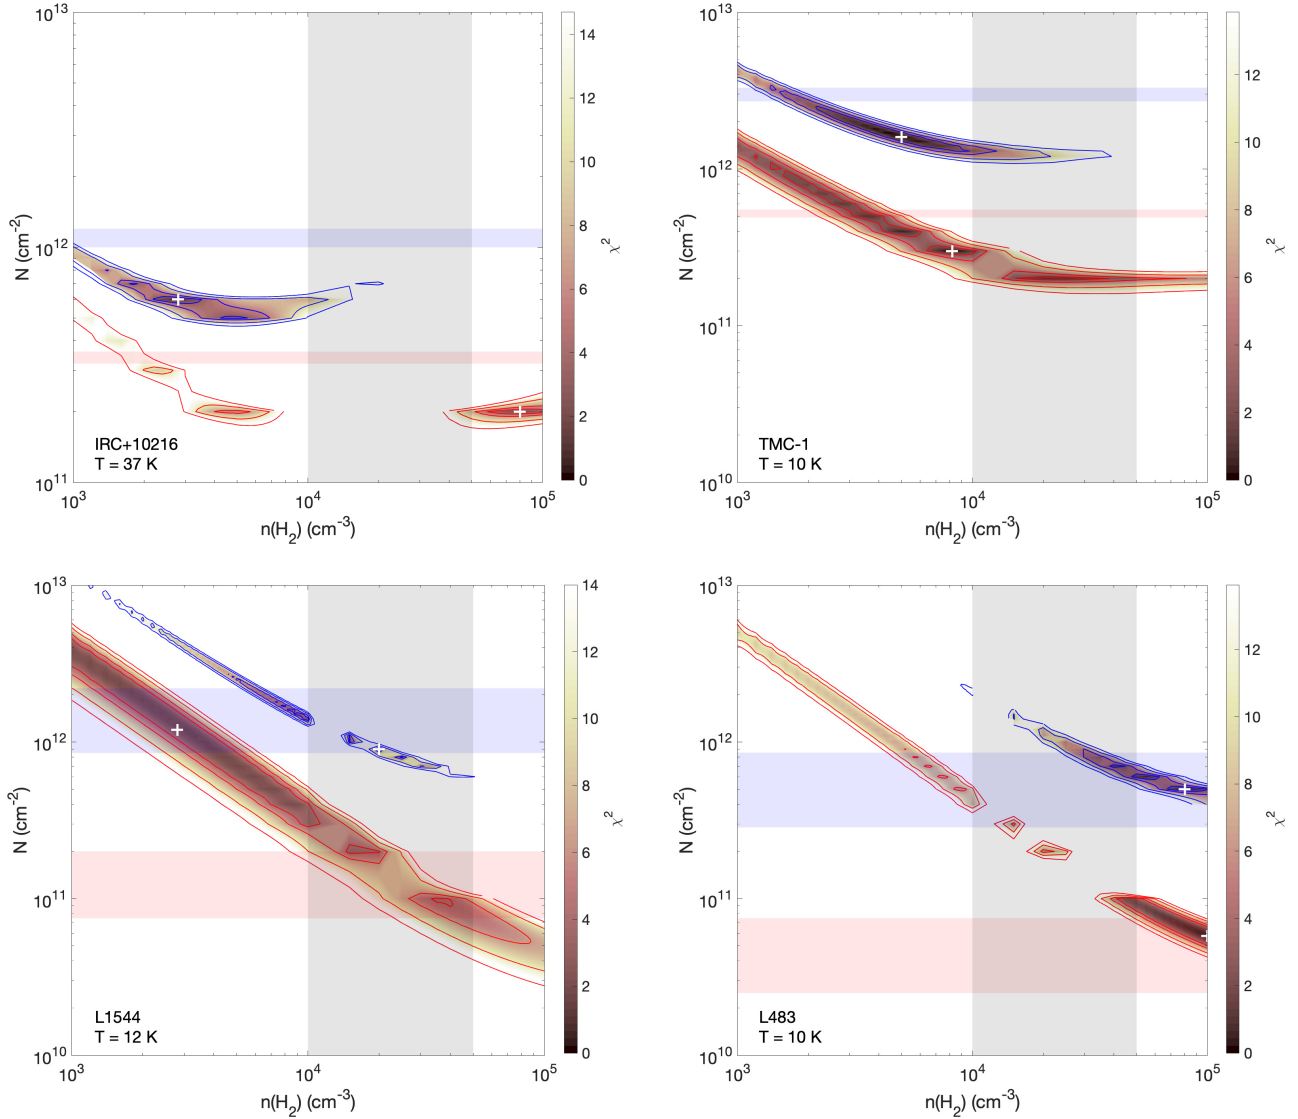 10^13
10^12
10^11
N (cm^-2)
IRC+10216
T = 37 K
10^3
10^4
10^5
n(H_2) (cm^-3)
14
12
10
8
6
4
2
0
χ^2
10^13
10^12
10^11
10^10
N (cm^-2)
TMC-1
T = 10 K
10^3
10^4
10^5
n(H_2) (cm^-3)
12
10
8
6
4
2
0
χ^2
10^13
10^12
10^11
10^10
N (cm^-2)
L1544
T = 12 K
10^3
10^4
10^5
n(H_2) (cm^-3)
14
12
10
8
6
4
2
0
χ^2
10^13
10^12
10^11
10^10
N (cm^-2)
L483
T = 10 K
10^3
10^4
10^5
n(H_2) (cm^-3)
12
10
8
6
4
2
0
χ^2